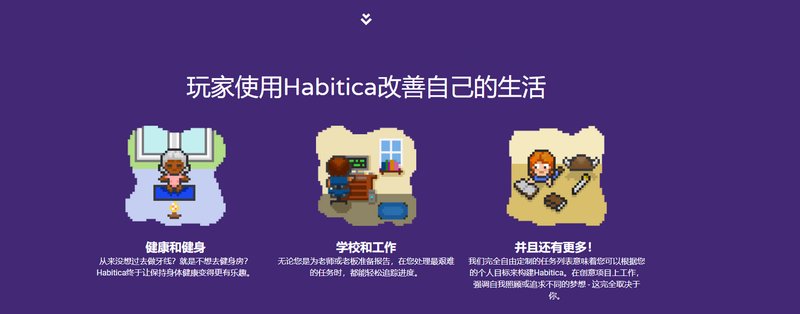 玩家使用Habitica改善自己的生活
健康和健身
从来没想过去做牙线？就是不想去健身房？
Habitica终于让保持身体健康变得更有乐趣。
学校和工作
无论您是为老师或老板准备报告，在您处理最艰难
的任务时，都能轻松追踪进度。
并且还有更多！
我们完全自由定制的任务列表意味着您可以根据您
的个人目标来构建Habitica。在创意项目上工作，
强调自我照顾或追求不同的梦想 - 这完全取决于
你。